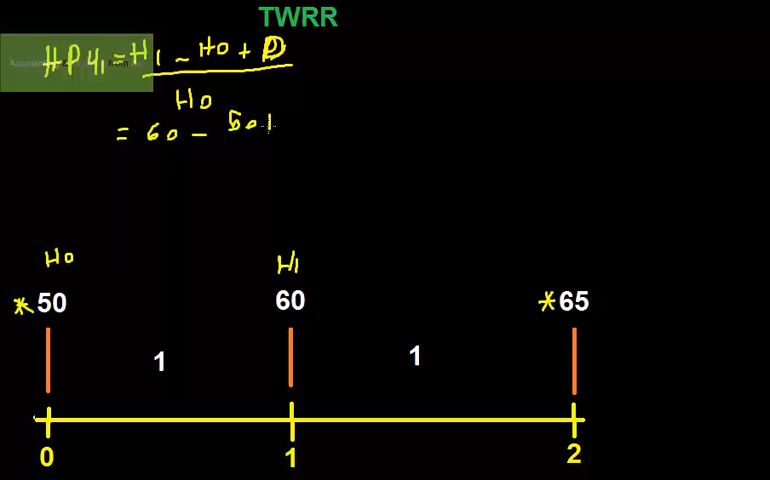 TWRR
HPY1 = H1 - H0 + D
H0
= 60 - 50
H0 H1
*50 60 *65
1 1
0 1 2